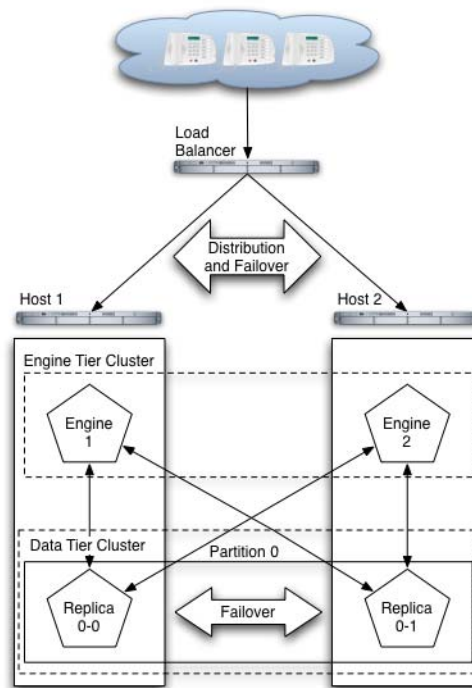 Load
Balancer
Distribution
and Failover
Host 1
Host 2
Engine Tier Cluster
Engine
1
Engine
2
Data Tier Cluster
Partition 0
Replica
0-0
Failover
Replica
0-1